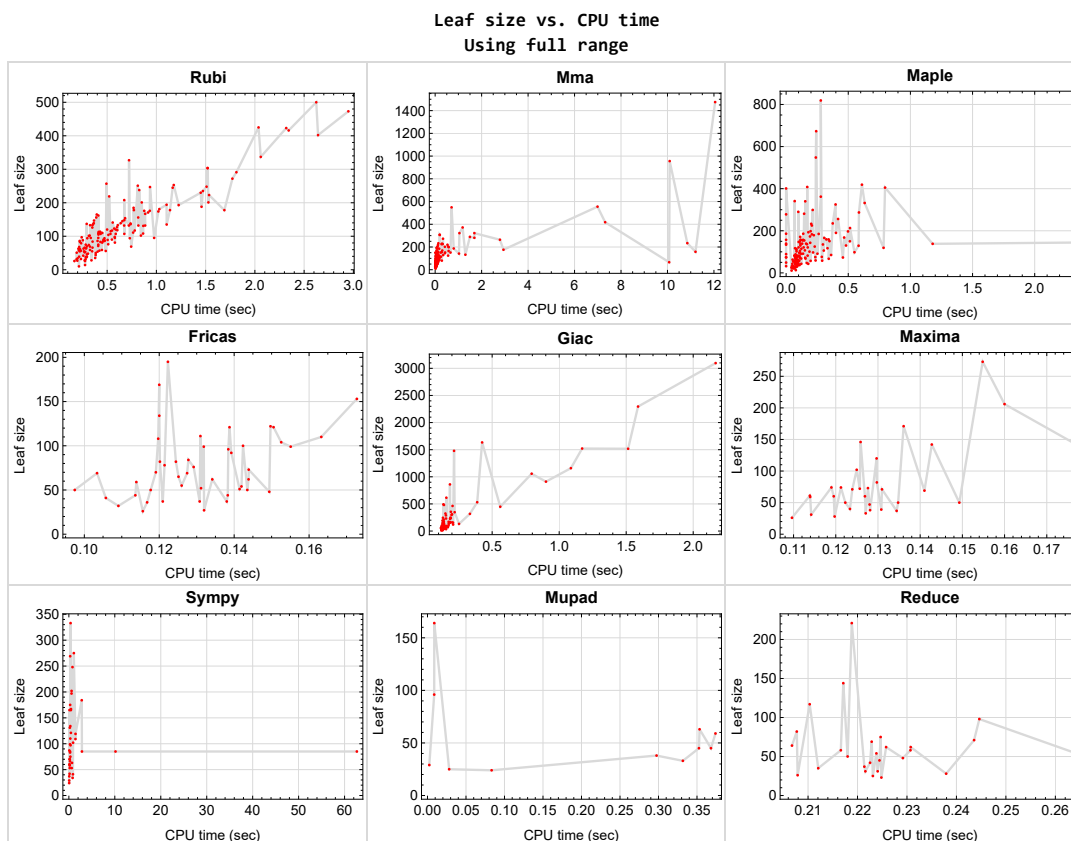 Leaf size vs. CPU time
Using full range
Rubi
Leaf size
500
400
300
200
100
0
0.5 1.0 1.5 2.0 2.5 3.0
CPU time (sec)
Mma
Leaf size
1400
1200
1000
800
600
400
200
0
0 2 4 6 8 10 12
CPU time (sec)
Maple
Leaf size
800
600
400
200
0
0.0 0.5 1.0 1.5 2.0
CPU time (sec)
Fricas
Leaf size
200
150
100
50
0
0.10 0.12 0.14 0.16
CPU time (sec)
Giac
Leaf size
3000
2500
2000
1500
1000
500
0
0.5 1.0 1.5 2.0
CPU time (sec)
Maxima
Leaf size
250
200
150
100
50
0
0.11 0.12 0.13 0.14 0.15 0.16 0.17
CPU time (sec)
Sympy
Leaf size
350
300
250
200
150
100
50
0
0 10 20 30 40 50 60
CPU time (sec)
Mupad
Leaf size
150
100
50
0
0.00 0.05 0.10 0.15 0.20 0.25 0.30 0.35
CPU time (sec)
Reduce
Leaf size
200
150
100
50
0
0.21 0.22 0.23 0.24 0.25 0.26
CPU time (sec)